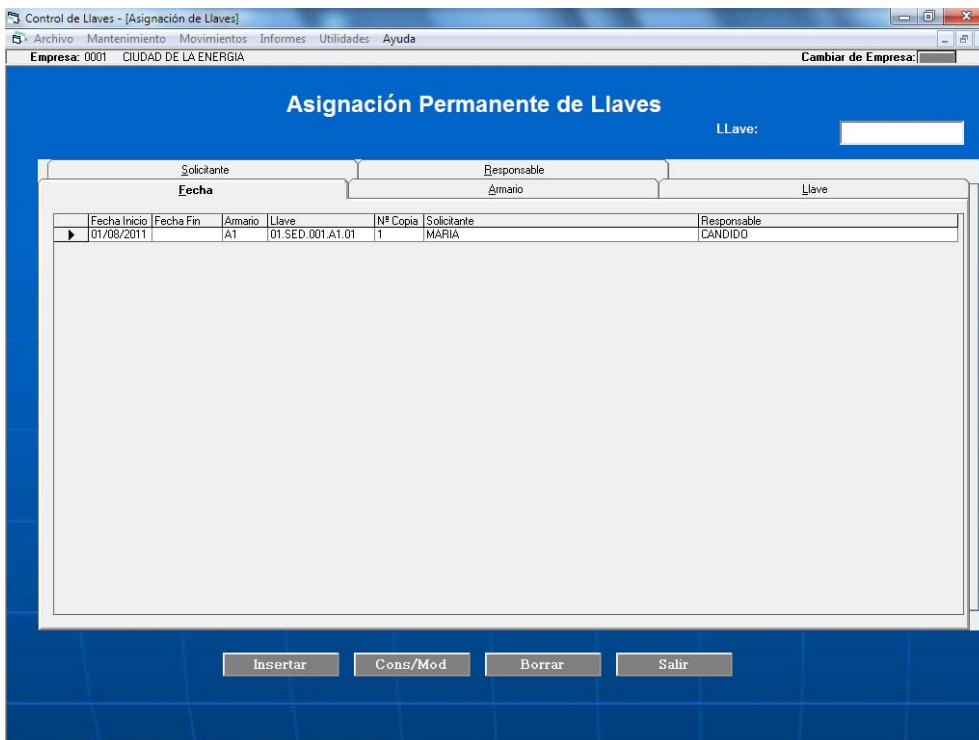 Control de Llaves - [Asignación de Llaves]
Archivo Mantenimiento Movimientos Informes Utilidades Ayuda
Empresa: 0001 CIUDAD DE LA ENERGIA Cambiar de Empresa:
Asignación Permanente de Llaves
LLave:
Solicitante Responsable
Fecha Armario Llave
Fecha Inicio Fecha Fin Armario Llave Nº Copia Solicitante Responsable
01/08/2011 A1 01.SED.001.A1.01 1 MARIA CANDIDO
Insertar Cons/Mod Borrar Salir